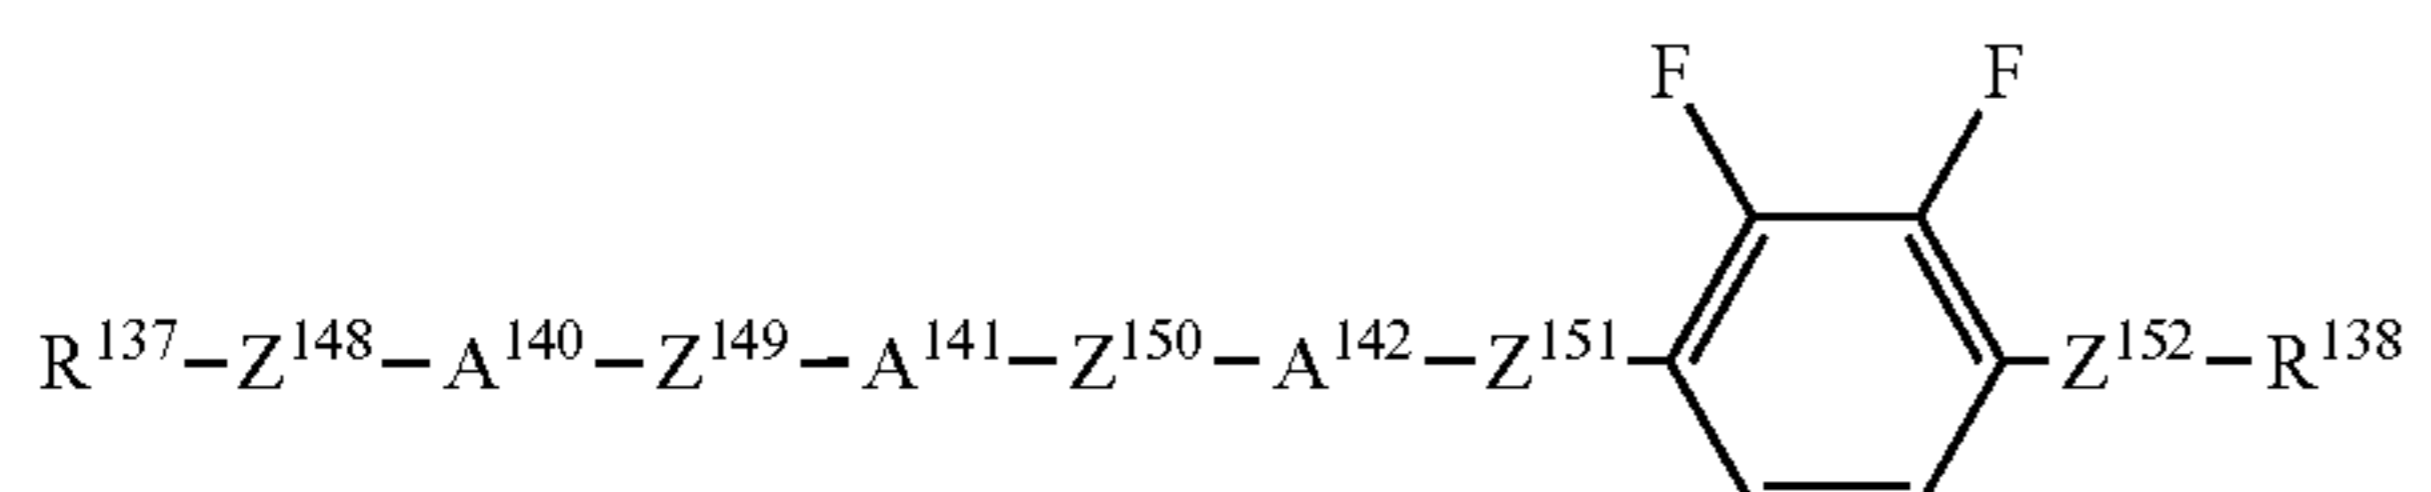 F F
R¹³⁷–Z¹⁴⁸–A¹⁴⁰–Z¹⁴⁹–A¹⁴¹–Z¹⁵⁰–A¹⁴²–Z¹⁵¹– –Z¹⁵²–R¹³⁸